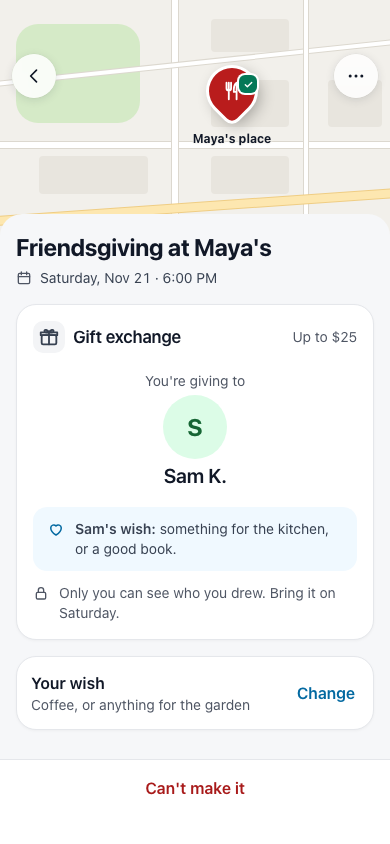 Maya's place
Friendsgiving at Maya's
Saturday, Nov 21 · 6:00 PM
Gift exchange
Up to $25
You're giving to
S
Sam K.
Sam's wish: something for the kitchen,
or a good book.
Only you can see who you drew. Bring it on
Saturday.
Your wish
Coffee, or anything for the garden
Change
Can't make it